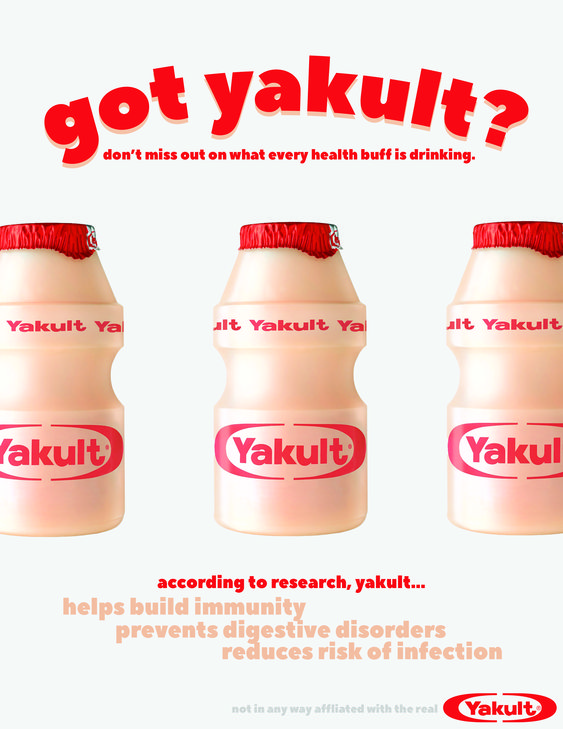 got yakult?
don't miss out on what every health buff is drinking.
Yakult Yak
ult Yakult Yak
ult Yakult
Yakult
Yakult
Yakul
according to research, yakult...
helps build immunity
prevents digestive disorders
reduces risk of infection
not in any way affliated with the real Yakult